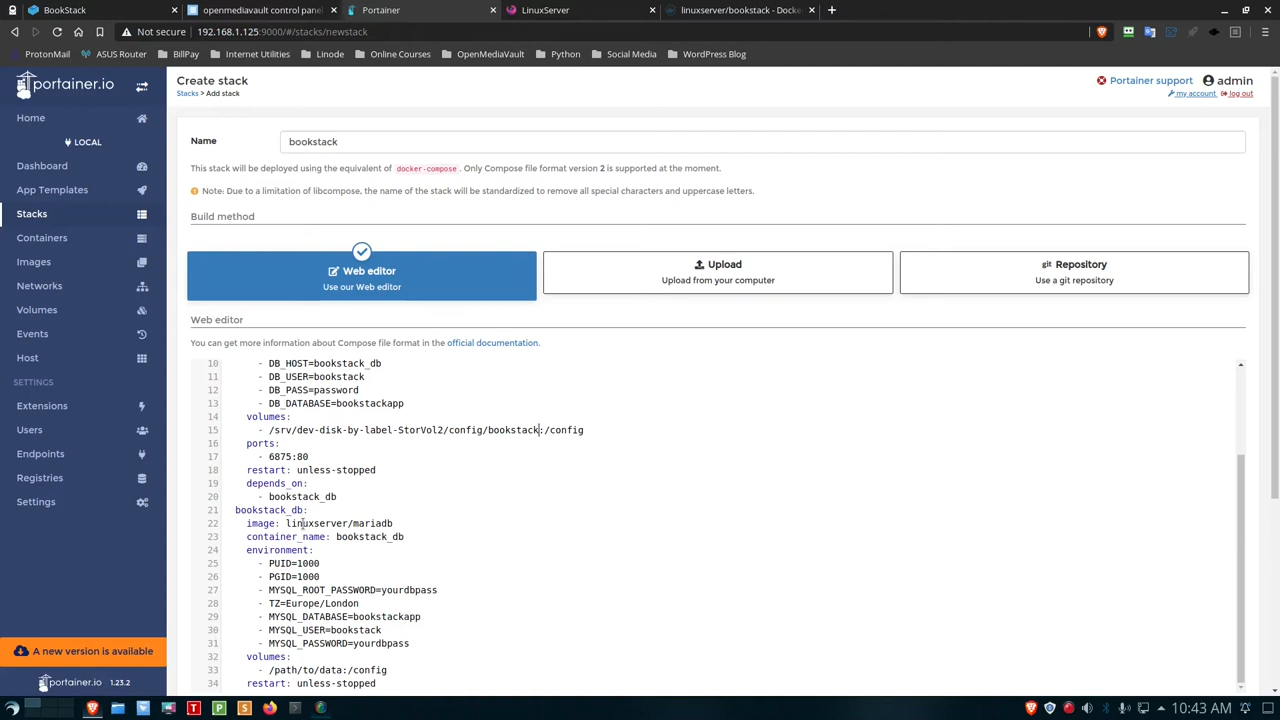 BookStack
openmediavault control panel
Portainer
LinuxServer
linuxserver/bookstack - Docke
Not secure 192.168.1.125:9000/#/stacks/newstack
ProtonMail ASUS Router BillPay Internet Utilities Linode Online Courses OpenMediaVault Python Social Media WordPress Blog
portainer.io
Home
LOCAL
Dashboard
App Templates
Stacks
Containers
Images
Networks
Volumes
Events
Host
SETTINGS
Extensions
Users
Endpoints
Registries
Settings
A new version is available
portainer.io 1.23.2
Create stack
Stacks > Add stack
Portainer support admin
my account log out
Name bookstack
This stack will be deployed using the equivalent of docker-compose . Only Compose file format version 2 is supported at the moment.
Note: Due to a limitation of libcompose, the name of the stack will be standardized to remove all special characters and uppercase letters.
Build method
Web editor
Use our Web editor
Upload
Upload from your computer
git Repository
Use a git repository
Web editor
You can get more information about Compose file format in the official documentation.
10 - DB_HOST=bookstack_db
11 - DB_USER=bookstack
12 - DB_PASS=password
13 - DB_DATABASE=bookstackapp
14 volumes:
15 - /srv/dev-disk-by-label-StorVol2/config/bookstack:/config
16 ports:
17 - 6875:80
18 restart: unless-stopped
19 depends_on:
20 - bookstack_db
21 bookstack_db:
22 image: linuxserver/mariadb
23 container_name: bookstack_db
24 environment:
25 - PUID=1000
26 - PGID=1000
27 - MYSQL_ROOT_PASSWORD=yourdbpass
28 - TZ=Europe/London
29 - MYSQL_DATABASE=bookstackapp
30 - MYSQL_USER=bookstack
31 - MYSQL_PASSWORD=yourdbpass
32 volumes:
33 - /path/to/data:/config
34 restart: unless-stopped
10:43 AM